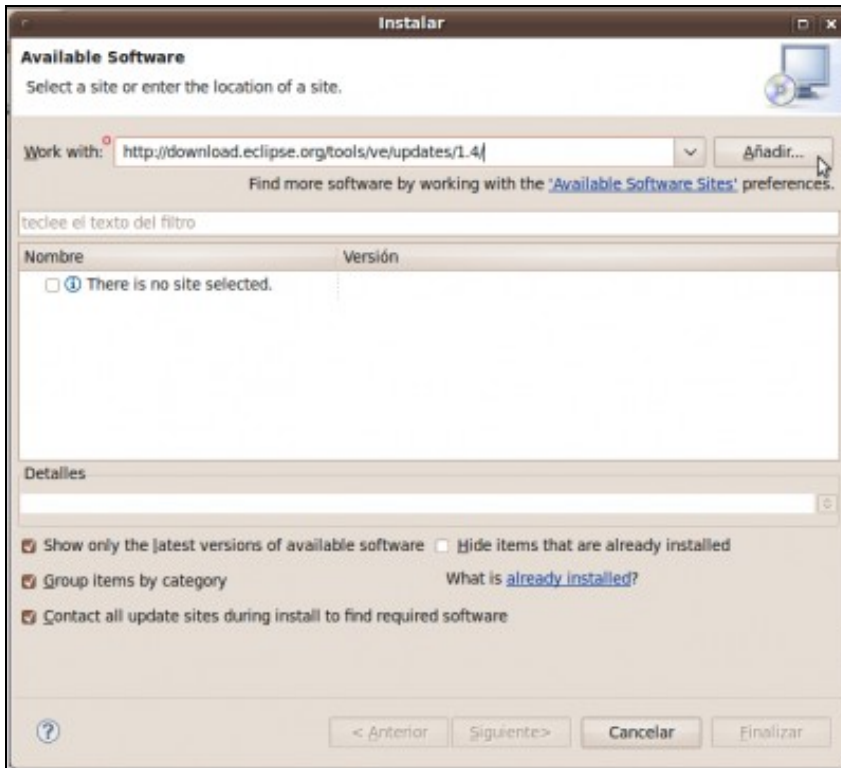 Instalar
Available Software
Select a site or enter the location of a site.
Work with: http://download.eclipse.org/tools/ve/updates/1.4/ Añadir...
Find more software by working with the 'Available Software Sites' preferences.
teclee el texto del filtro
Nombre Versión
There is no site selected.
Detalles
Show only the latest versions of available software Hide items that are already installed
Group items by category What is already installed?
Contact all update sites during install to find required software
< Anterior Siguiente> Cancelar Finalizar